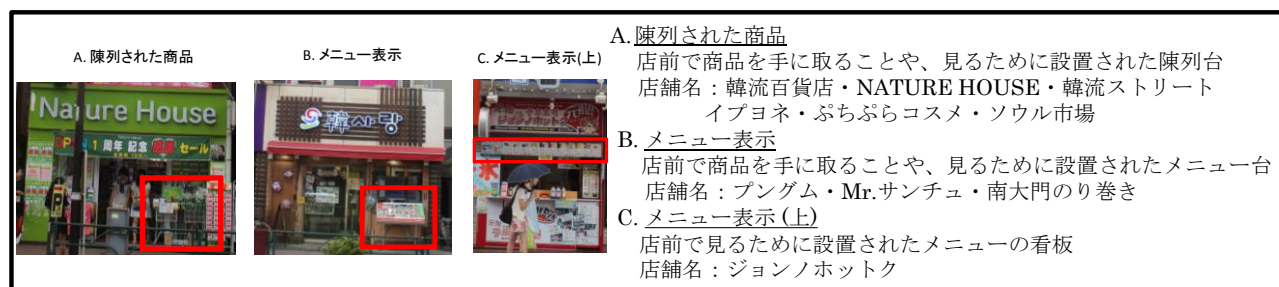 A. 陳列された商品
B. メニュー表示
C. メニュー表示(上)
Nature House
OPEN 1 周年 記念 セール
韓사랑
A. 陳列された商品
店前で商品を手に取ることや、見るために設置された陳列台
店舗名：韓流百貨店・NATURE HOUSE・韓流ストリート
イプョネ・ぷちぷらコスメ・ソウル市場
B. メニュー表示
店前で商品を手に取ることや、見るために設置されたメニュー台
店舗名：プングム・Mr.サンチュ・南大門のり巻き
C. メニュー表示(上)
店前で見るために設置されたメニューの看板
店舗名：ジョンノホットク